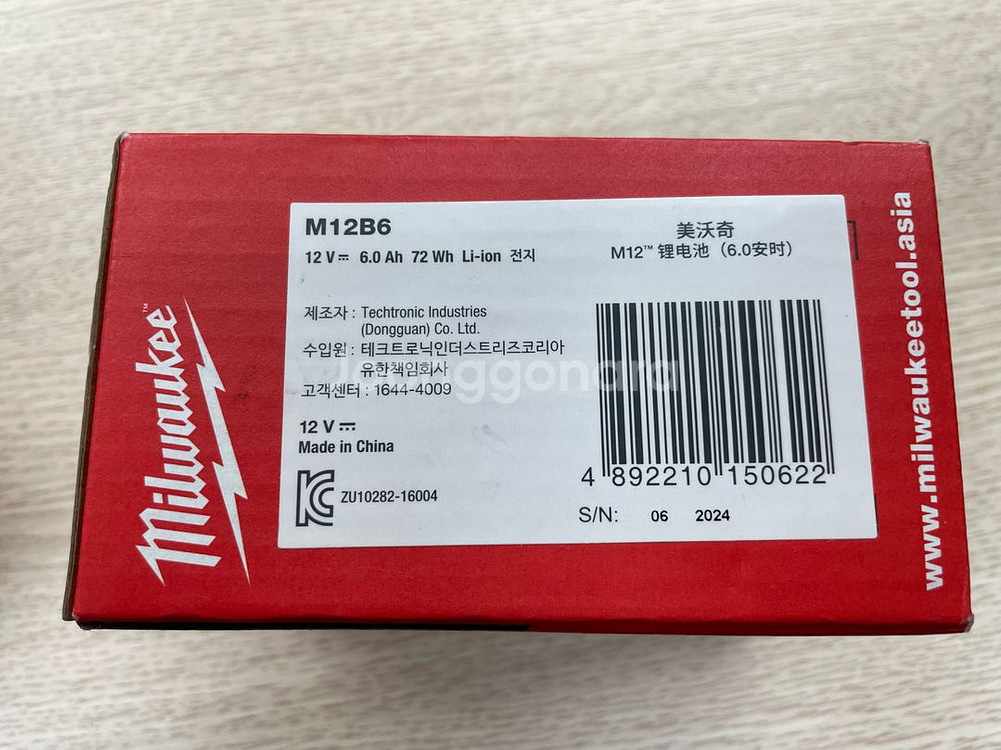 Milwaukee™
M12B6
12 V⎓ 6.0 Ah 72 Wh Li-ion 전지
제조자 : Techtronic Industries
(Dongguan) Co. Ltd.
수입원 : 테크트로닉인더스트리즈코리아
유한책임회사
고객센터 : 1644-4009
12 V⎓
Made in China
ZU10282-16004
美沃奇
M12™ 锂电池（6.0安时）
4 892210 150622
S/N: 06 2024
www.milwaukeetool.asia